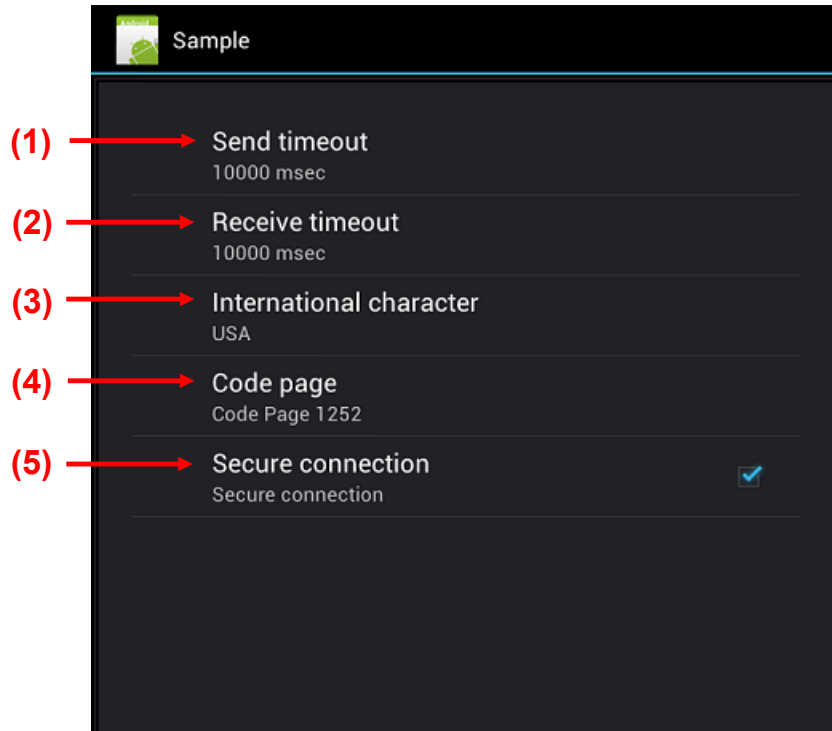 Android
Sample
(1) Send timeout
10000 msec
(2) Receive timeout
10000 msec
(3) International character
USA
(4) Code page
Code Page 1252
(5) Secure connection
Secure connection